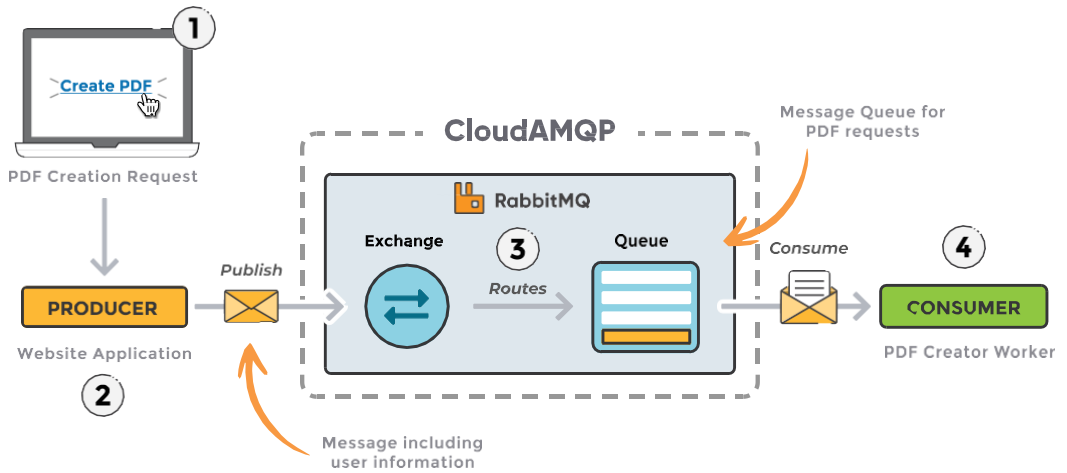 1
Create PDF
PDF Creation Request
CloudAMQP
Message Queue for
PDF requests
RabbitMQ
Exchange
3
Queue
Routes
Publish
Consume
4
PRODUCER
CONSUMER
Website Application
PDF Creator Worker
2
Message including
user information